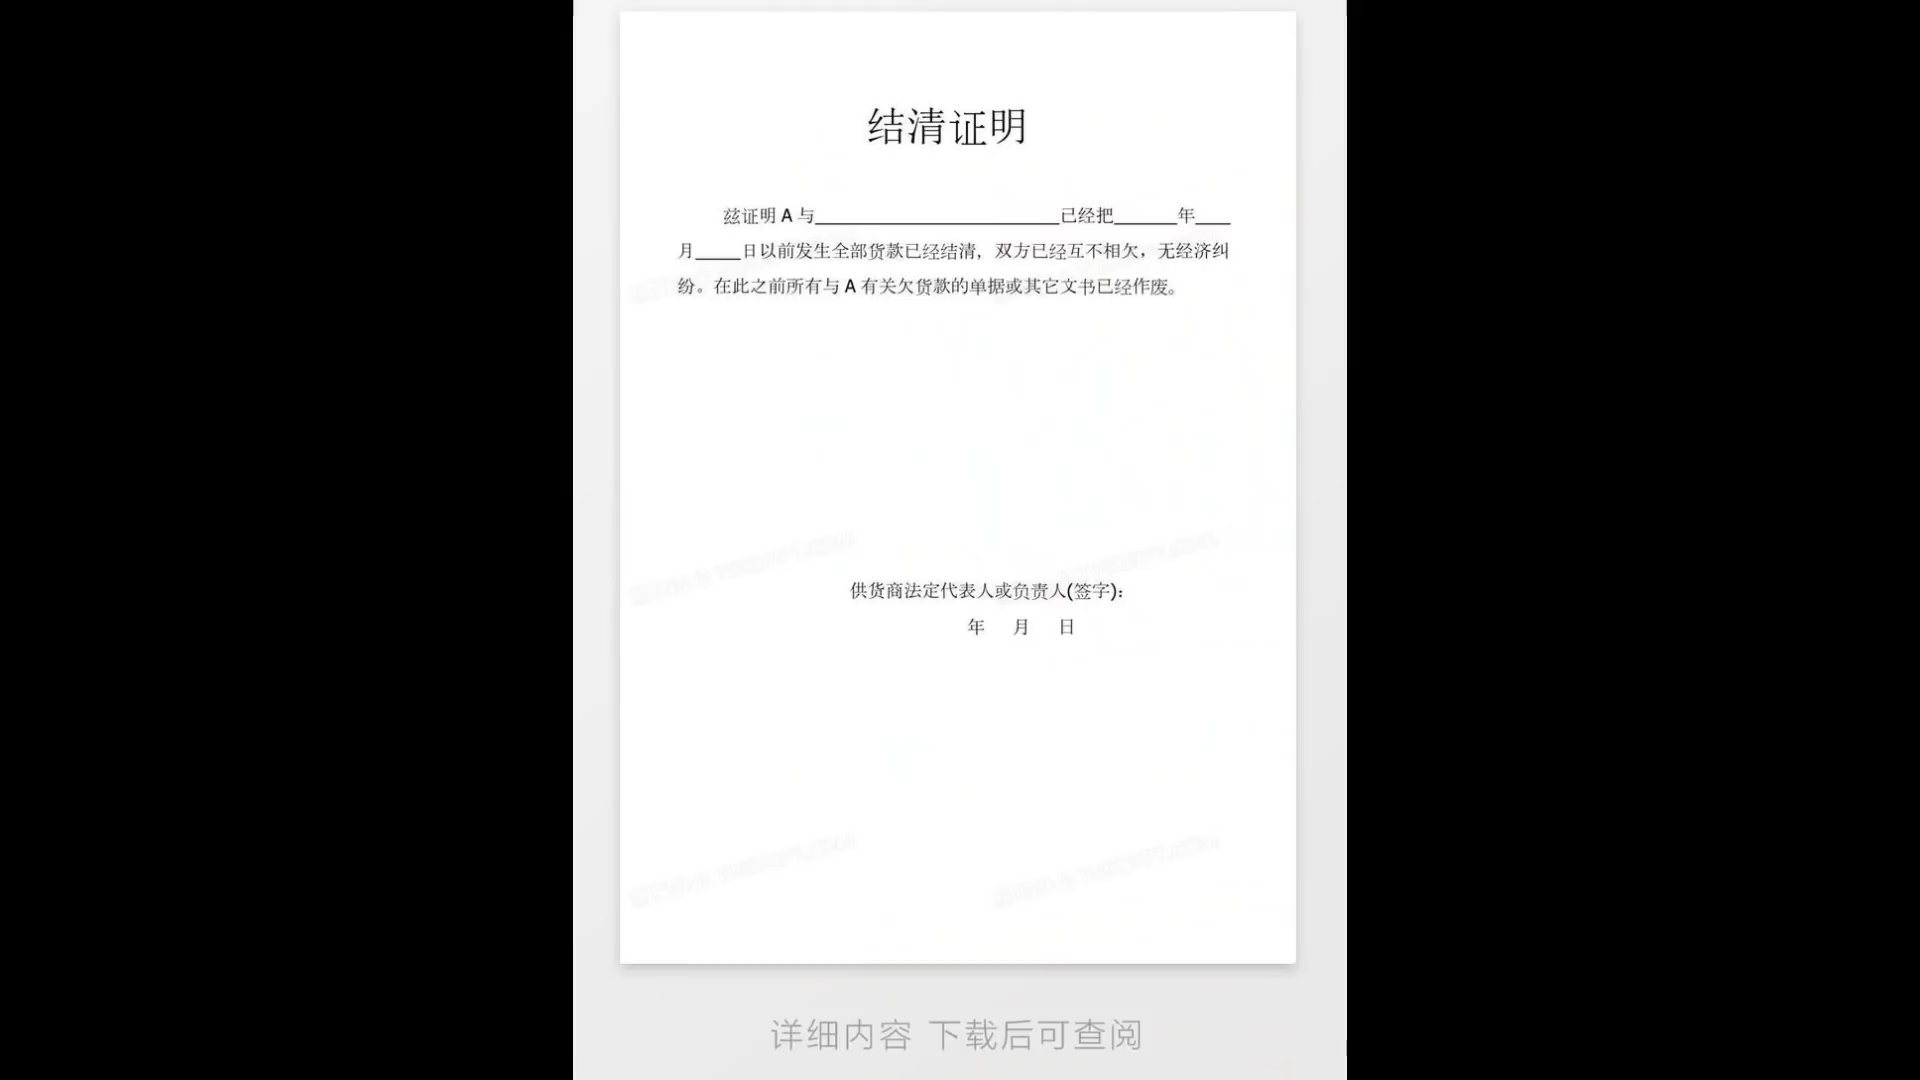 结清证明
兹证明 A 与___________________________已经把_______年____
月_____日以前发生全部货款已经结清，双方已经互不相欠，无经济纠
纷。在此之前所有与 A 有关欠货款的单据或其它文书已经作废。
供货商法定代表人或负责人(签字)：
年 月 日
详细内容 下载后可查阅